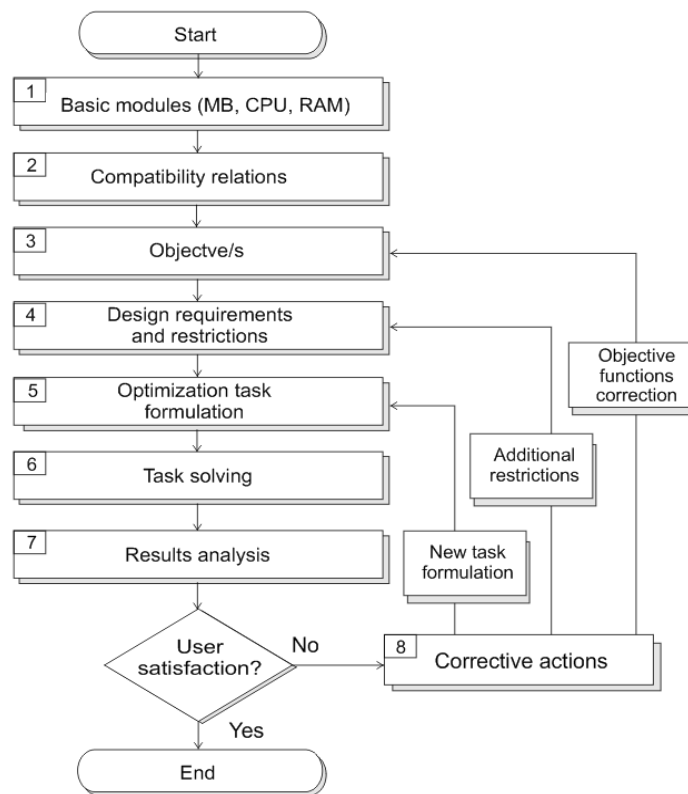 Start
1
Basic modules (MB, CPU, RAM)
2
Compatibility relations
3
Objectve/s
4
Design requirements
and restrictions
5
Optimization task
formulation
6
Task solving
7
Results analysis
User
satisfaction?
No
Yes
End
8
Corrective actions
New task
formulation
Additional
restrictions
Objective
functions
correction